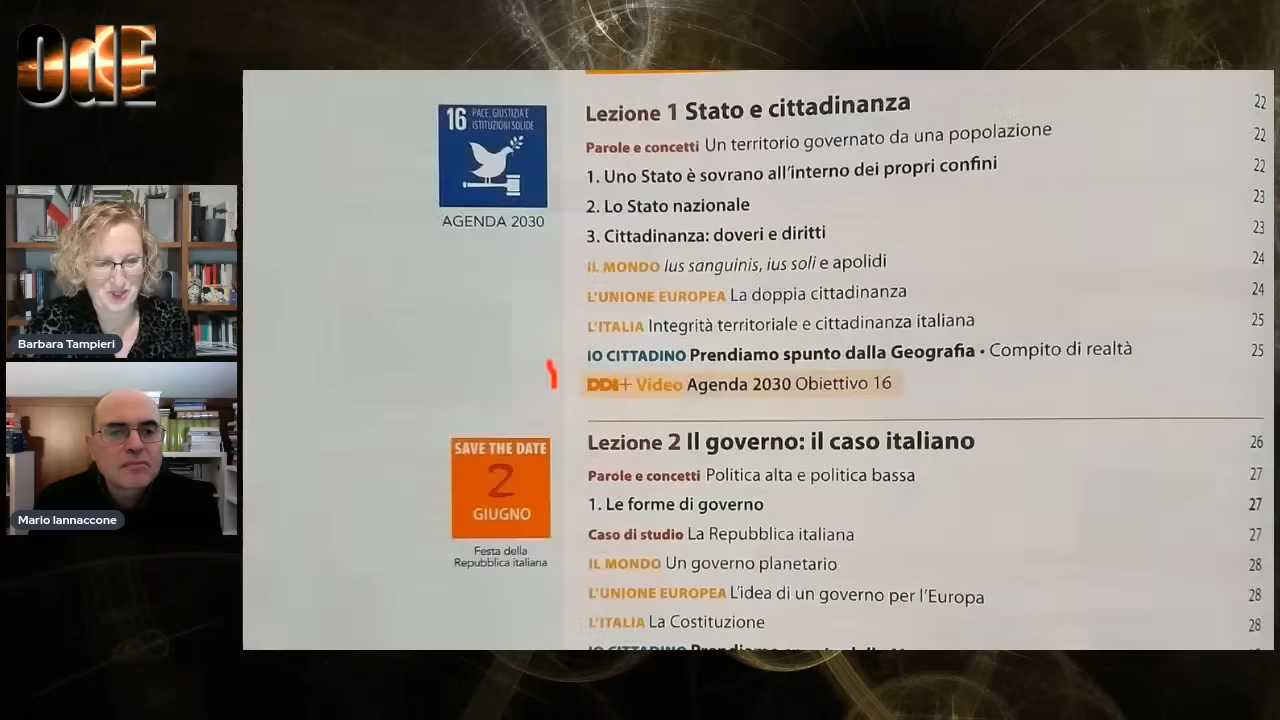 OdE
Barbara Tampieri
Mario Iannaccone
16 PACE, GIUSTIZIA E
ISTITUZIONI SOLIDE
AGENDA 2030
Lezione 1 Stato e cittadinanza 22
Parole e concetti Un territorio governato da una popolazione 22
1. Uno Stato è sovrano all'interno dei propri confini 22
2. Lo Stato nazionale 23
3. Cittadinanza: doveri e diritti 23
IL MONDO Ius sanguinis, ius soli e apolidi 24
L'UNIONE EUROPEA La doppia cittadinanza 24
L'ITALIA Integrità territoriale e cittadinanza italiana 25
IO CITTADINO Prendiamo spunto dalla Geografia • Compito di realtà 25
DDI+ Video Agenda 2030 Obiettivo 16
SAVE THE DATE
2
GIUGNO
Festa della
Repubblica italiana
Lezione 2 Il governo: il caso italiano 26
Parole e concetti Politica alta e politica bassa 27
1. Le forme di governo 27
Caso di studio La Repubblica italiana 27
IL MONDO Un governo planetario 28
L'UNIONE EUROPEA L'idea di un governo per l'Europa 28
L'ITALIA La Costituzione 28